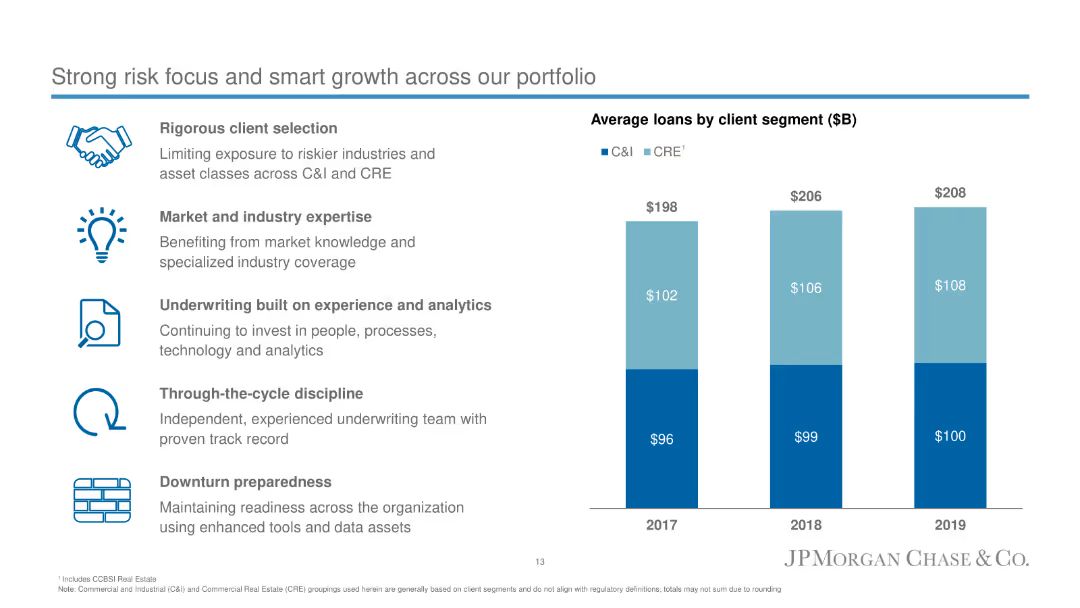 Strong risk focus and smart growth across our portfolio
Rigorous client selection
Limiting exposure to riskier industries and
asset classes across C&I and CRE
Market and industry expertise
Benefiting from market knowledge and
specialized industry coverage
Underwriting built on experience and analytics
Continuing to invest in people, processes,
technology and analytics
Through-the-cycle discipline
Independent, experienced underwriting team with
proven track record
Downturn preparedness
Maintaining readiness across the organization
using enhanced tools and data assets
Average loans by client segment ($B)
C&I CRE¹
$198 $206 $208
$102 $106 $108
$96 $99 $100
2017 2018 2019
13
JPMORGAN CHASE & CO.
¹ Includes CCBSI Real Estate
Note: Commercial and Industrial (C&I) and Commercial Real Estate (CRE) groupings used herein are generally based on client segments and do not align with regulatory definitions, totals may not sum due to rounding